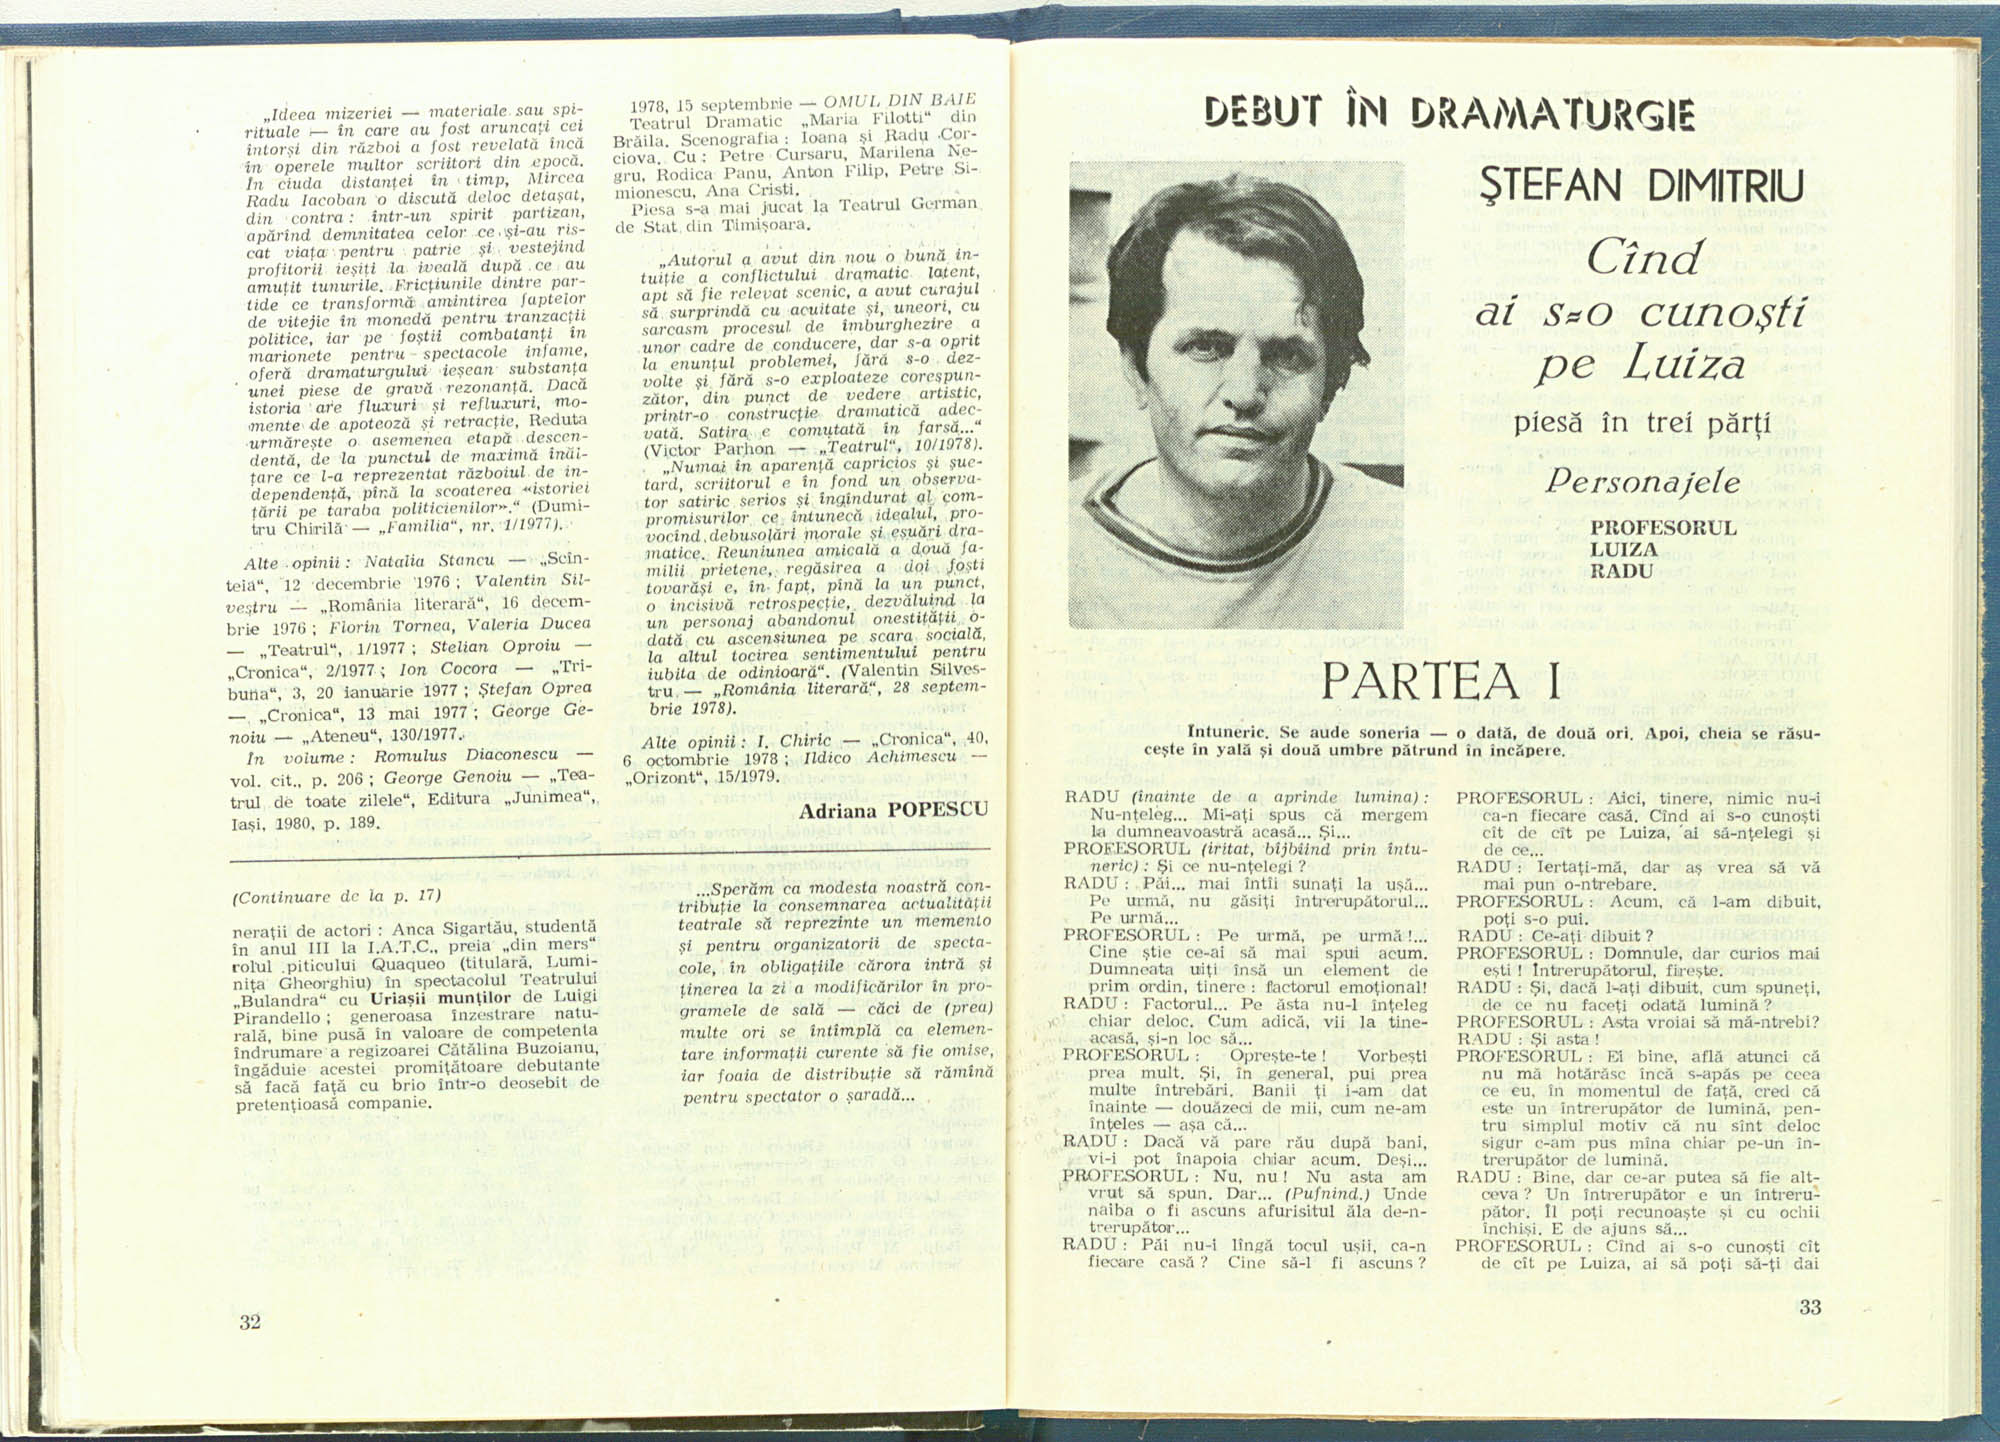 „Ideea mizeriei — materiale sau spi-
rituale — în care au fost aruncați cei
întorși din război a fost revelată încă
în operele multor scriitori din epocă.
În ciuda distanței în timp, Mircea
Radu Iacoban o discută deloc detașat,
din contra : într-un spirit partizan,
apărînd demnitatea celor ce și-au ris-
cat viața pentru patrie și vestejind
profitorii ieșiți la iveală după ce au
amuțit tunurile. Fricțiunile dintre par-
tide ce transformă amintirea faptelor
de vitejie în monedă pentru tranzacții
politice, iar pe foștii combatanți în
marionete pentru spectacole infame,
oferă dramaturgului ieșean substanța
unei piese de gravă rezonanță. Dacă
istoria are fluxuri și refluxuri, mo-
mente de apoteoză și retracție, Reduta
urmărește o asemenea etapă descen-
dentă, de la punctul de maximă înăl-
țare ce l-a reprezentat războiul de in-
dependență, pînă la scoaterea «istoriei
țării pe taraba politicienilor».“ (Dumi-
tru Chirilă — „Familia“, nr. 1/1977).
Alte opinii : Natalia Stancu — „Scîn-
teia“, 12 decembrie 1976 ; Valentin Sil-
vestru — „România literară“, 16 decem-
brie 1976 ; Florin Tornea, Valeria Ducea
— „Teatrul“, 1/1977 ; Stelian Oproiu —
„Cronica“, 2/1977 ; Ion Cocora — „Tri-
buna“, 3, 20 ianuarie 1977 ; Ștefan Oprea
— „Cronica“, 13 mai 1977 ; George Ge-
noiu — „Ateneu“, 130/1977.
În volume : Romulus Diaconescu —
vol. cit., p. 206 ; George Genoiu — „Tea-
trul de toate zilele“, Editura „Junimea“,
Iași, 1980, p. 189.
1978, 15 septembrie — OMUL DIN BAIE
Teatrul Dramatic „Maria Filotti“ din
Brăila. Scenografia : Ioana și Radu Cor-
ciova. Cu : Petre Cursaru, Marilena Ne-
gru, Rodica Panu, Anton Filip, Petre Si-
mionescu, Ana Cristi.
Piesa s-a mai jucat la Teatrul German
de Stat din Timișoara.
„Autorul a avut din nou o bună in-
tuiție a conflictului dramatic latent,
apt să fie relevat scenic, a avut curajul
să surprindă cu acuitate și, uneori, cu
sarcasm procesul de îmburghezire a
unor cadre de conducere, dar s-a oprit
la enunțul problemei, fără s-o dez-
volte și fără s-o exploateze corespun-
zător, din punct de vedere artistic,
printr-o construcție dramatică adec-
vată. Satira e comutată în farsă...“
(Victor Parhon — „Teatrul“, 10/1978).
„Numai în aparență capricios și șue-
tard, scriitorul e în fond un observa-
tor satiric serios și îngîndurat al com-
promisurilor ce întunecă idealul, pro-
vocînd debusolări morale și eșuări dra-
matice. Reuniunea amicală a două fa-
milii prietene, regăsirea a doi foști
tovarăși e, în fapt, pînă la un punct,
o incisivă retrospecție, dezvăluind la
un personaj abandonul onestității o-
dată cu ascensiunea pe scara socială,
la altul tocirea sentimentului pentru
iubita de odinioară“. (Valentin Silves-
tru — „România literară“, 28 septem-
brie 1978).
Alte opinii : I. Chiric — „Cronica“, 40,
6 octombrie 1978 ; Ildico Achimescu —
„Orizont“, 15/1979.
Adriana POPESCU
(Continuare de la p. 17)
nerații de actori : Anca Sigartău, studentă
în anul III la I.A.T.C., preia „din mers“
rolul piticului Quaqueo (titulară, Lumi-
nița Gheorghiu) în spectacolul Teatrului
„Bulandra“ cu Uriașii munților de Luigi
Pirandello ; generoasa înzestrare natu-
rală, bine pusă în valoare de competenta
îndrumare a regizoarei Cătălina Buzoianu,
îngăduie acestei promițătoare debutante
să facă față cu brio într-o deosebit de
pretențioasă companie.
...Sperăm ca modesta noastră con-
tribuție la consemnarea actualității
teatrale să reprezinte un memento
și pentru organizatorii de specta-
cole, în obligațiile cărora intră și
ținerea la zi a modificărilor în pro-
gramele de sală — căci de (prea)
multe ori se întîmplă ca elemen-
tare informații curente să fie omise,
iar foaia de distribuție să rămînă
pentru spectator o șaradă...
32
DEBUT ÎN DRAMATURGIE
ȘTEFAN DIMITRIU
Cînd
ai s-o cunoști
pe Luiza
piesă în trei părți
Personajele
PROFESORUL
LUIZA
RADU
PARTEA I
Întuneric. Se aude soneria — o dată, de două ori. Apoi, cheia se răsu-
cește în yală și două umbre pătrund în încăpere.
RADU (înainte de a aprinde lumina) :
Nu-nțeleg... Mi-ați spus că mergem
la dumneavoastră acasă... Și...
PROFESORUL (iritat, bîjbîind prin întu-
neric) : Și ce nu-nțelegi ?
RADU : Păi... mai întîi sunați la ușă...
Pe urmă, nu găsiți întrerupătorul...
Pe urmă...
PROFESORUL : Pe urmă, pe urmă !...
Cine știe ce-ai să mai spui acum.
Dumneata uiți însă un element de
prim ordin, tinere : factorul emoțional!
RADU : Factorul... Pe ăsta nu-l înțeleg
chiar deloc. Cum adică, vii la tine-
acasă, și-n loc să...
PROFESORUL : Oprește-te ! Vorbești
prea mult. Și, în general, pui prea
multe întrebări. Banii ți i-am dat
înainte — douăzeci de mii, cum ne-am
înțeles — așa că...
RADU : Dacă vă pare rău după bani,
vi-i pot înapoia chiar acum. Deși...
PROFESORUL : Nu, nu ! Nu asta am
vrut să spun. Dar... (Pufnind.) Unde
naiba o fi ascuns afurisitul ăla de-n-
trerupător...
RADU : Păi nu-i lîngă tocul ușii, ca-n
fiecare casă ? Cine să-l fi ascuns ?
PROFESORUL : Aici, tinere, nimic nu-i
ca-n fiecare casă. Cînd ai s-o cunoști
cît de cît pe Luiza, ai să-nțelegi și
de ce...
RADU : Iertați-mă, dar aș vrea să vă
mai pun o-ntrebare.
PROFESORUL : Acum, că l-am dibuit,
poți s-o pui.
RADU : Ce-ați dibuit ?
PROFESORUL : Domnule, dar curios mai
ești ! Întrerupătorul, firește.
RADU : Și, dacă l-ați dibuit, cum spuneți,
de ce nu faceți odată lumină ?
PROFESORUL : Asta vroiai să mă-ntrebi?
RADU : Și asta !
PROFESORUL : Ei bine, află atunci că
nu mă hotărăsc încă s-apăs pe ceea
ce eu, în momentul de față, cred că
este un întrerupător de lumină, pen-
tru simplul motiv că nu sînt deloc
sigur c-am pus mîna chiar pe-un în-
trerupător de lumină.
RADU : Bine, dar ce-ar putea să fie alt-
ceva ? Un întrerupător e un întreru-
pător. Îl poți recunoaște și cu ochii
închiși. E de ajuns să...
PROFESORUL : Cînd ai s-o cunoști cît
de cît pe Luiza, ai să poți să-ți dai
33